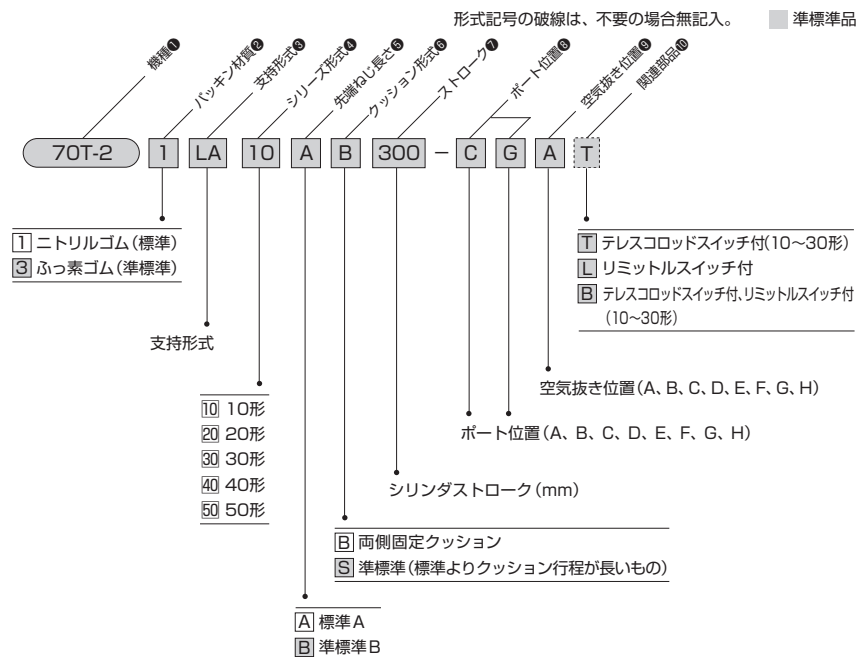 形式記号の破線は、不要の場合無記入。
準標準品
機種❶
パッキン材質❷
支持形式❸
シリーズ形式❹
先端ねじ長さ❺
クッション形式❻
ストローク❼
ポート位置❽
空気抜き位置❾
関連部品❿
70T-2 1 LA 10 A B 300 － C G A T
1 ニトリルゴム（標準）
3 ふっ素ゴム（準標準）
T テレスコロッドスイッチ付（10～30形）
L リミットルスイッチ付
B テレスコロッドスイッチ付、リミットルスイッチ付
（10～30形）
支持形式
空気抜き位置（A、B、C、D、E、F、G、H）
10 10形
20 20形
30 30形
40 40形
50 50形
ポート位置（A、B、C、D、E、F、G、H）
シリンダストローク（mm）
B 両側固定クッション
S 準標準（標準よりクッション行程が長いもの）
A 標準A
B 準標準B